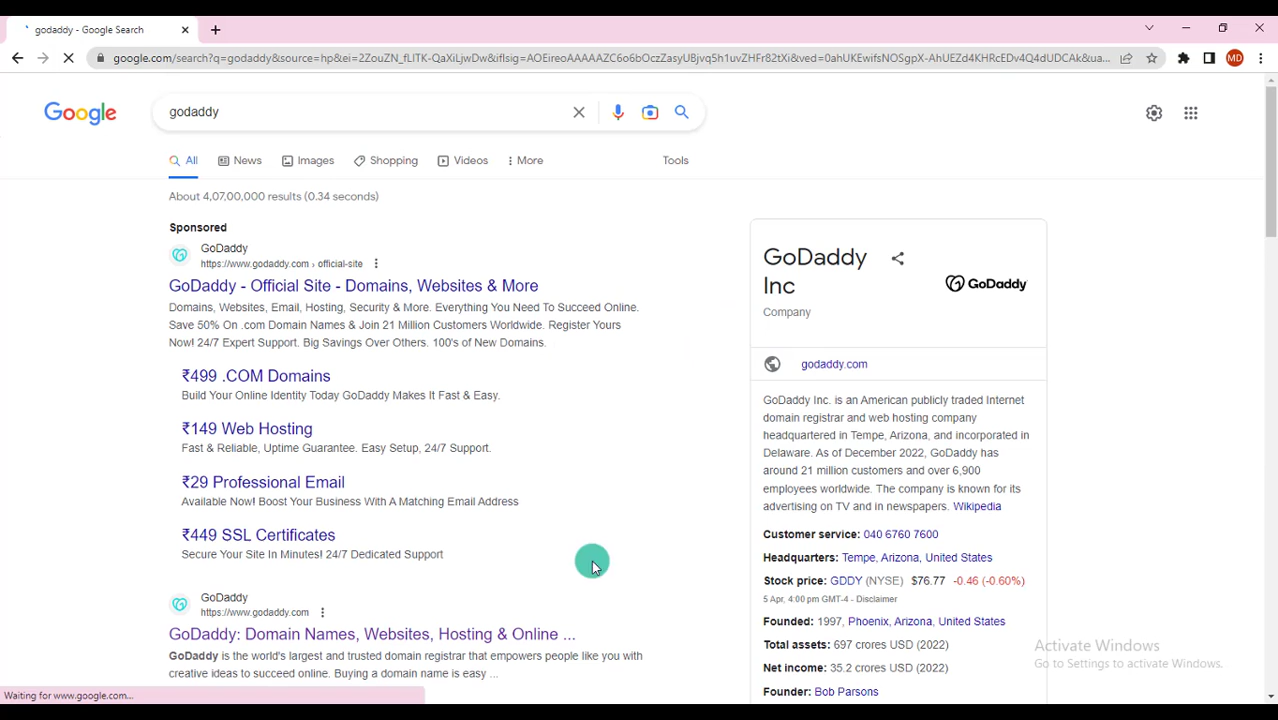 godaddy - Google Search
google.com/search?q=godaddy&source=hp&ei=2ZouZN_fLlTK-QaXiLjwDw&iflsig=AOEireoAAAAAZC6o6bOczZasyUBjvq5h1uvZHFr82tXi&ved=0ahUKEwifsNOSgpX-AhUEZd4KHRcEDv4Q4dUDCAk&ua...
MD
Google
godaddy
All
News
Images
Shopping
Videos
More
Tools
About 4,07,00,000 results (0.34 seconds)
Sponsored
GoDaddy
https://www.godaddy.com › official-site
GoDaddy - Official Site - Domains, Websites & More
Domains, Websites, Email, Hosting, Security & More. Everything You Need To Succeed Online.
Save 50% On .com Domain Names & Join 21 Million Customers Worldwide. Register Yours
Now! 24/7 Expert Support. Big Savings Over Others. 100's of New Domains.
₹499 .COM Domains
Build Your Online Identity Today GoDaddy Makes It Fast & Easy.
₹149 Web Hosting
Fast & Reliable, Uptime Guarantee. Easy Setup, 24/7 Support.
₹29 Professional Email
Available Now! Boost Your Business With A Matching Email Address
₹449 SSL Certificates
Secure Your Site In Minutes! 24/7 Dedicated Support
GoDaddy
https://www.godaddy.com
GoDaddy: Domain Names, Websites, Hosting & Online ...
GoDaddy is the world's largest and trusted domain registrar that empowers people like you with
creative ideas to succeed online. Buying a domain name is easy ...
GoDaddy
Inc
GoDaddy
Company
godaddy.com
GoDaddy Inc. is an American publicly traded Internet
domain registrar and web hosting company
headquartered in Tempe, Arizona, and incorporated in
Delaware. As of December 2022, GoDaddy has
around 21 million customers and over 6,900
employees worldwide. The company is known for its
advertising on TV and in newspapers. Wikipedia
Customer service: 040 6760 7600
Headquarters: Tempe, Arizona, United States
Stock price: GDDY (NYSE) $76.77 -0.46 (-0.60%)
5 Apr, 4:00 pm GMT-4 - Disclaimer
Founded: 1997, Phoenix, Arizona, United States
Total assets: 697 crores USD (2022)
Net income: 35.2 crores USD (2022)
Founder: Bob Parsons
Activate Windows
Go to Settings to activate Windows.
Waiting for www.google.com...